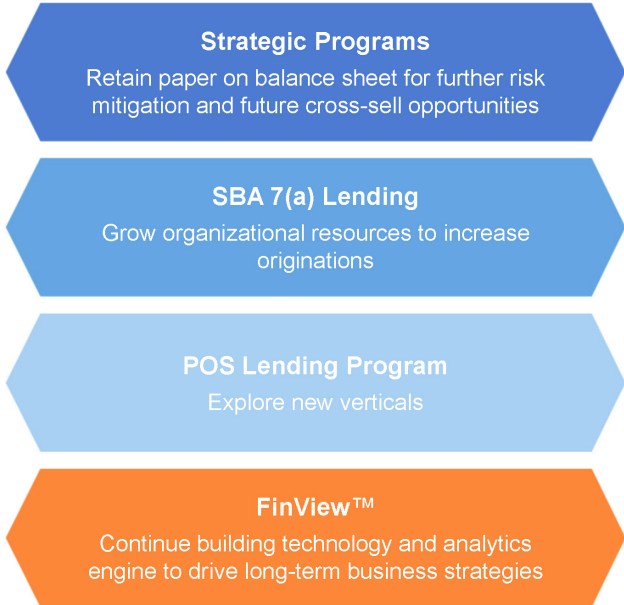 Strategic Programs
Retain paper on balance sheet for further risk
mitigation and future cross-sell opportunities
SBA 7(a) Lending
Grow organizational resources to increase
originations
POS Lending Program
Explore new verticals
FinView™
Continue building technology and analytics
engine to drive long-term business strategies